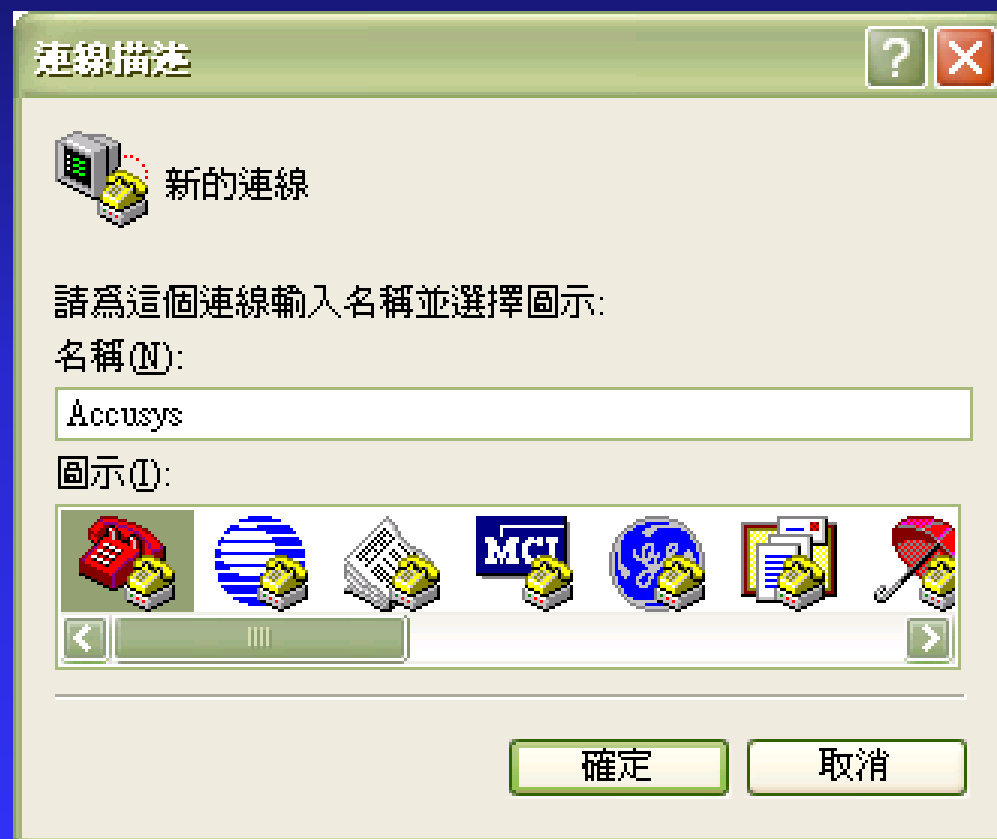 連線描述
新的連線
請為這個連線輸入名稱並選擇圖示:
名稱(N):
Accusys
圖示(I):
MCI
確定
取消